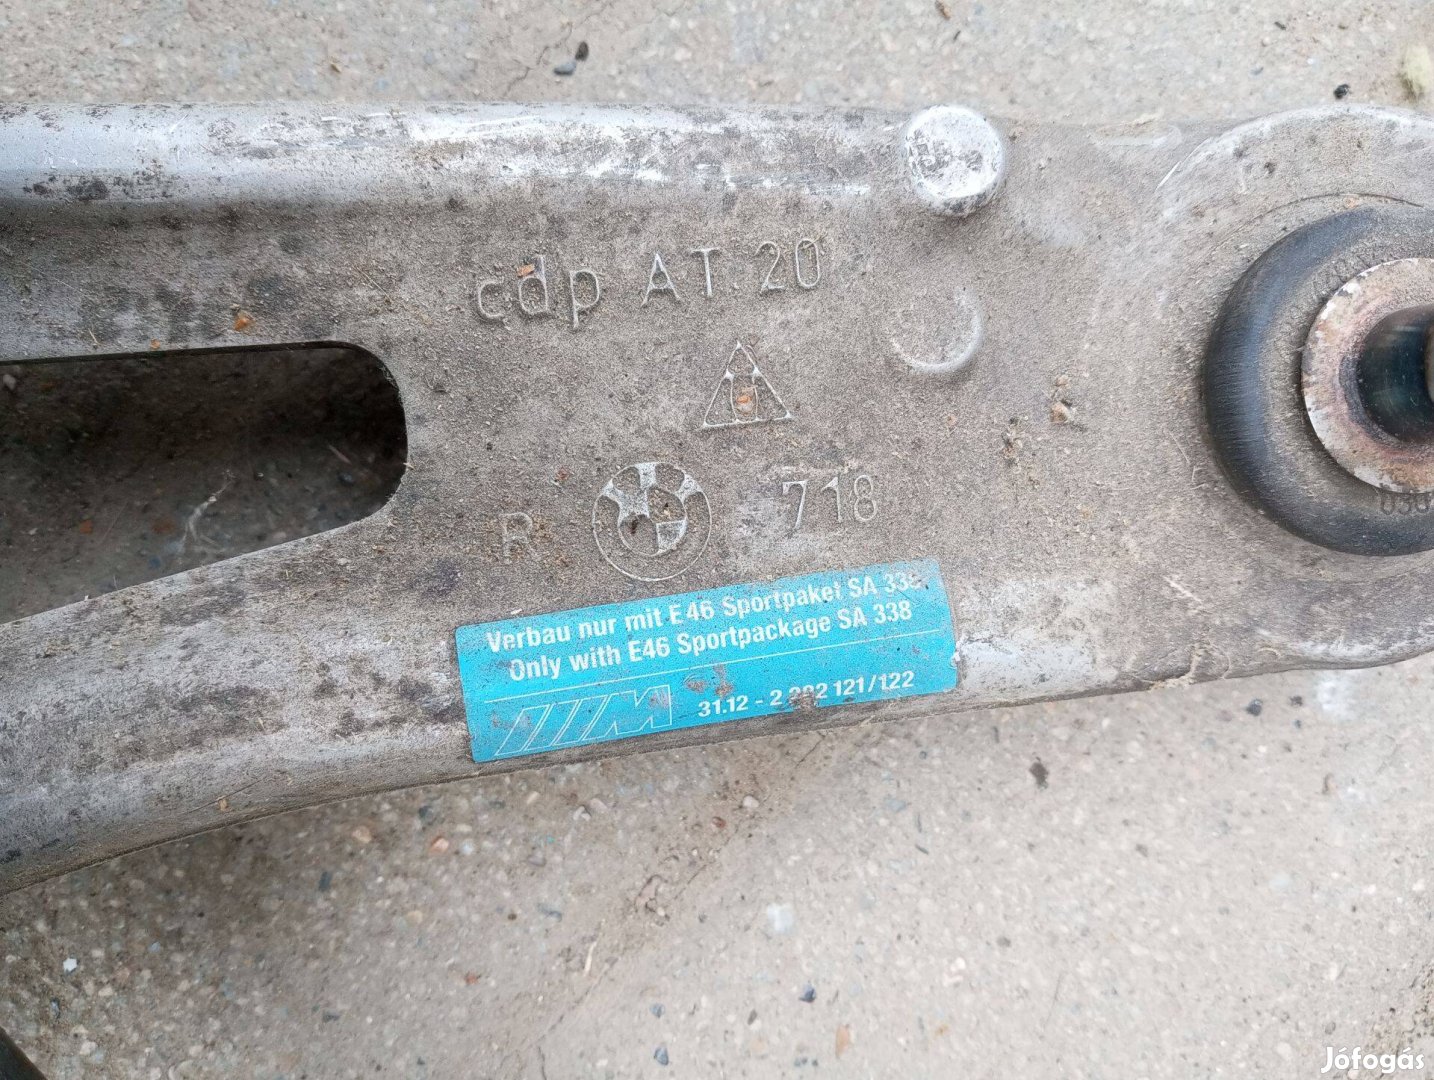 cdp AT 20
R 718
Verbau nur mit E46 Sportpaket SA 338
Only with E46 Sportpackage SA 338
M 31.12 - 2 121/122
Jófogás